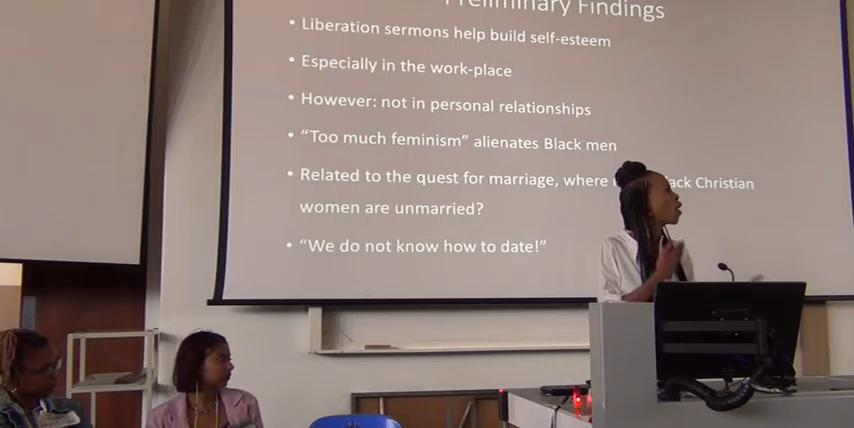 Preliminary Findings
• Liberation sermons help build self-esteem
• Especially in the work-place
• However: not in personal relationships
• “Too much feminism” alienates Black men
• Related to the quest for marriage, where Christian
women are unmarried?
• “We do not know how to date!”